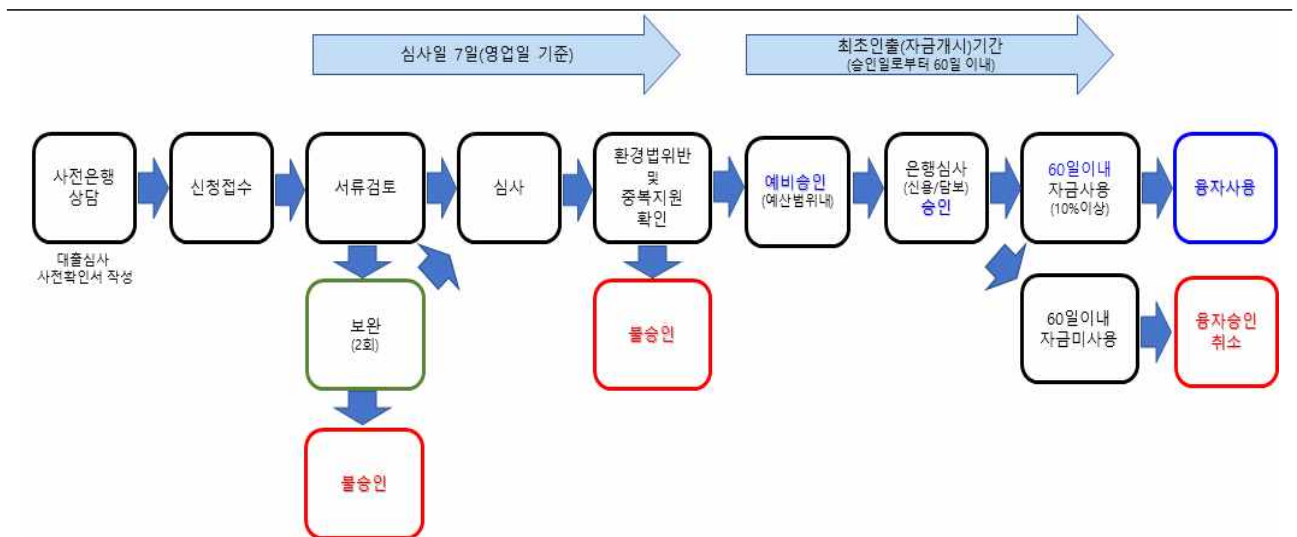 심사일 7일(영업일 기준)
최초인출(자금개시)기간
(승인일로부터 60일 이내)
사전은행
상담
신청접수
서류검토
심사
환경법위반
및
중복지원
확인
예비승인
(예산범위내)
은행심사
(신용/담보)
승인
60일이내
자금사용
(10%이상)
융자사용
대출심사
사전확인서 작성
보완
(2회)
불승인
60일이내
자금미사용
융자승인
취소
불승인